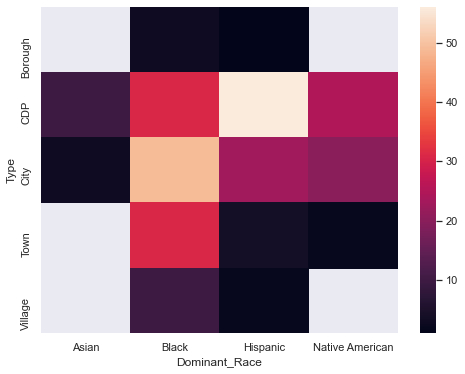 Type
Borough
CDP
City
Town
Village
Asian Black Hispanic Native American
Dominant_Race
50
40
30
20
10